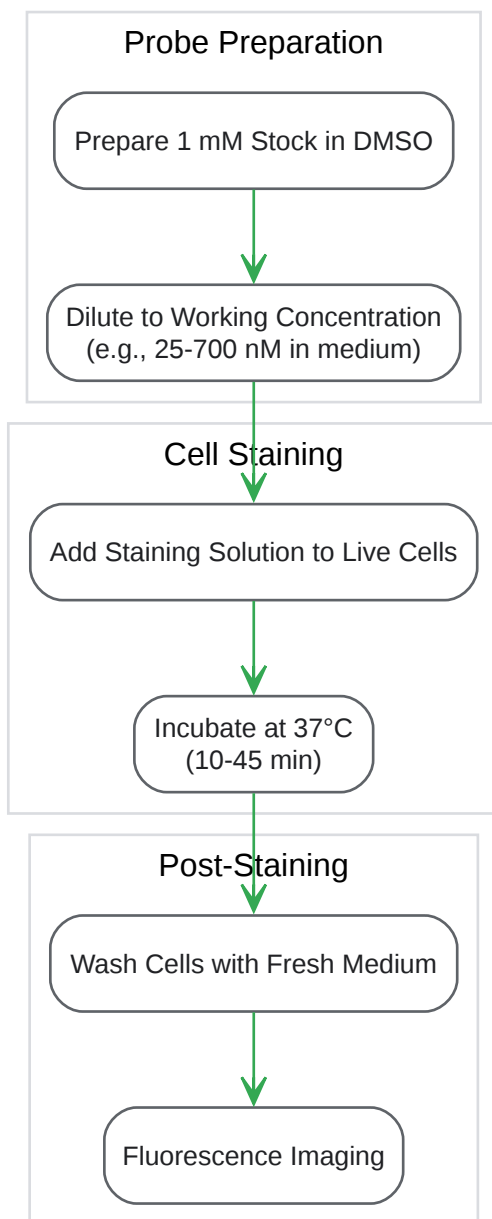 Probe Preparation
Prepare 1 mM Stock in DMSO
Dilute to Working Concentration
(e.g., 25-700 nM in medium)
Cell Staining
Add Staining Solution to Live Cells
Incubate at 37°C
(10-45 min)
Post-Staining
Wash Cells with Fresh Medium
Fluorescence Imaging